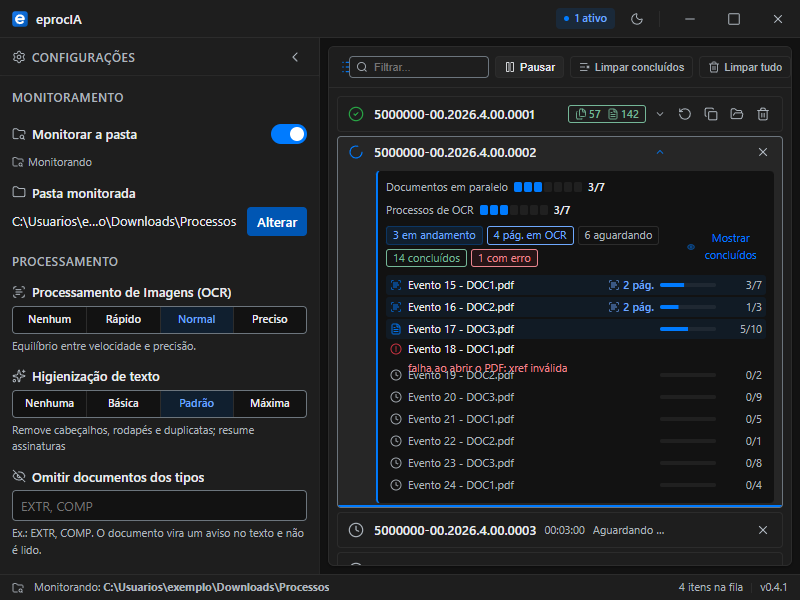 e eprocIA
1 ativo
CONFIGURAÇÕES
MONITORAMENTO
Monitorar a pasta
Monitorando
Pasta monitorada
C:\Usuarios\e...o\Downloads\Processos
Alterar
PROCESSAMENTO
Processamento de Imagens (OCR)
Nenhum Rápido Normal Preciso
Equilíbrio entre velocidade e precisão.
Higienização de texto
Nenhuma Básica Padrão Máxima
Remove cabeçalhos, rodapés e duplicatas; resume
assinaturas
Omitir documentos dos tipos
EXTR, COMP
Ex.: EXTR, COMP. O documento vira um aviso no texto e não
é lido.
Filtrar...
Pausar
Limpar concluídos
Limpar tudo
5000000-00.2026.4.00.0001 57 142
5000000-00.2026.4.00.0002
Documentos em paralelo 3/7
Processos de OCR 3/7
3 em andamento 4 pág. em OCR 6 aguardando
14 concluídos 1 com erro
Mostrar
concluídos
Evento 15 - DOC1.pdf 2 pág. 3/7
Evento 16 - DOC2.pdf 2 pág. 1/3
Evento 17 - DOC3.pdf 5/10
Evento 18 - DOC1.pdf
falha ao abrir o PDF: xref inválida
Evento 19 - DOC2.pdf 0/2
Evento 20 - DOC3.pdf 0/9
Evento 21 - DOC1.pdf 0/5
Evento 22 - DOC2.pdf 0/1
Evento 23 - DOC3.pdf 0/8
Evento 24 - DOC1.pdf 0/4
5000000-00.2026.4.00.0003 00:03:00 Aguardando ...
Monitorando: C:\Usuarios\exemplo\Downloads\Processos
4 itens na fila
v0.4.1